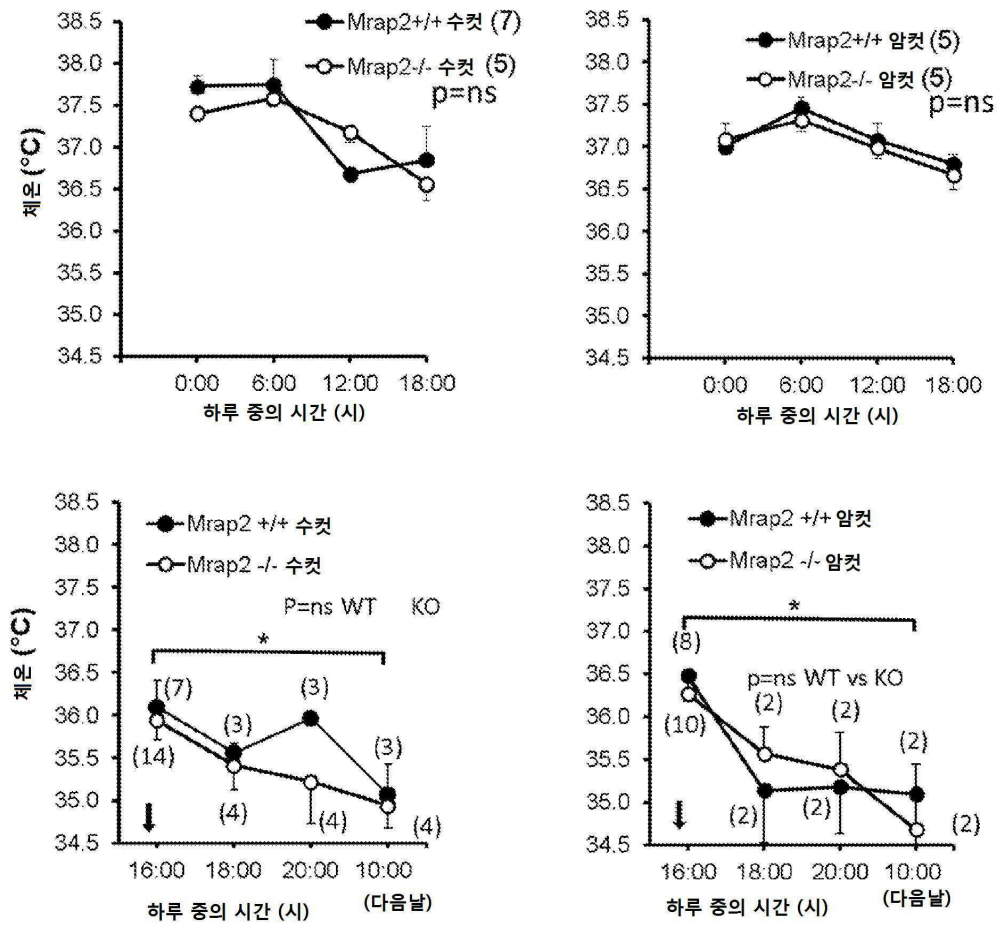 38.5
38.0
37.5
37.0
36.5
36.0
35.5
35.0
34.5
체온 (°C)
Mrap2+/+ 수컷 (7)
Mrap2-/- 수컷 (5)
p=ns
0:00 6:00 12:00 18:00
하루 중의 시간 (시)
38.5
38.0
37.5
37.0
36.5
36.0
35.5
35.0
34.5
Mrap2+/+ 암컷 (5)
Mrap2-/- 암컷 (5)
p=ns
0:00 6:00 12:00 18:00
하루 중의 시간 (시)
38.5
38.0
37.5
37.0
36.5
36.0
35.5
35.0
34.5
체온 (°C)
Mrap2 +/+ 수컷
Mrap2 -/- 수컷
P=ns WT KO
*
(7)
(3)
(3)
(3)
(14)
(4)
(4)
(4)
16:00 18:00 20:00 10:00
(다음날)
하루 중의 시간 (시)
38.5
38.0
37.5
37.0
36.5
36.0
35.5
35.0
34.5
Mrap2 +/+ 암컷
Mrap2 -/- 암컷
*
(8)
p=ns WT vs KO
(10)
(2)
(2)
(2)
(2)
(2)
(2)
16:00 18:00 20:00 10:00
(다음날)
하루 중의 시간 (시)